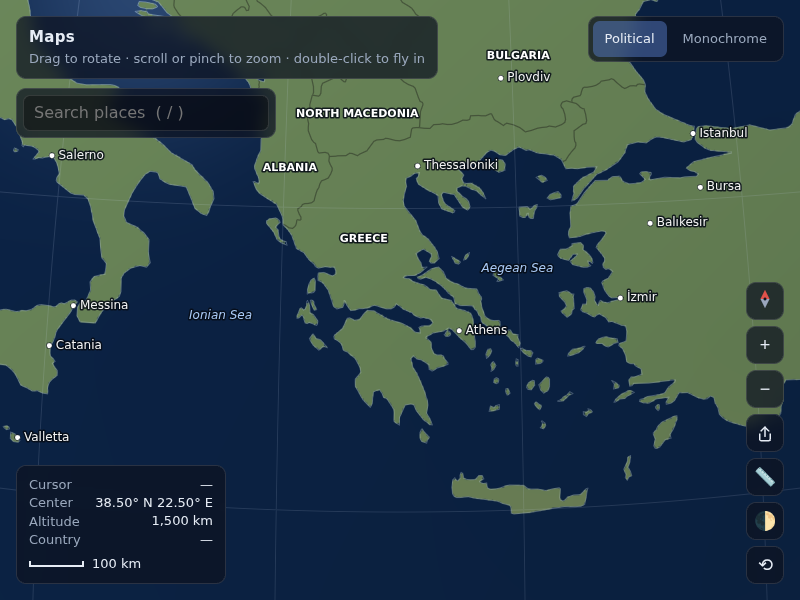 Maps
Drag to rotate · scroll or pinch to zoom · double-click to fly in
Political
Monochrome
Search places ( / )
BULGARIA
Plovdiv
NORTH MACEDONIA
Istanbul
Salerno
ALBANIA
Thessaloniki
Bursa
Balıkesir
GREECE
Aegean Sea
İzmir
Messina
Ionian Sea
Athens
Catania
Valletta
+
−
Cursor —
Center 38.50° N 22.50° E
Altitude 1,500 km
Country —
100 km